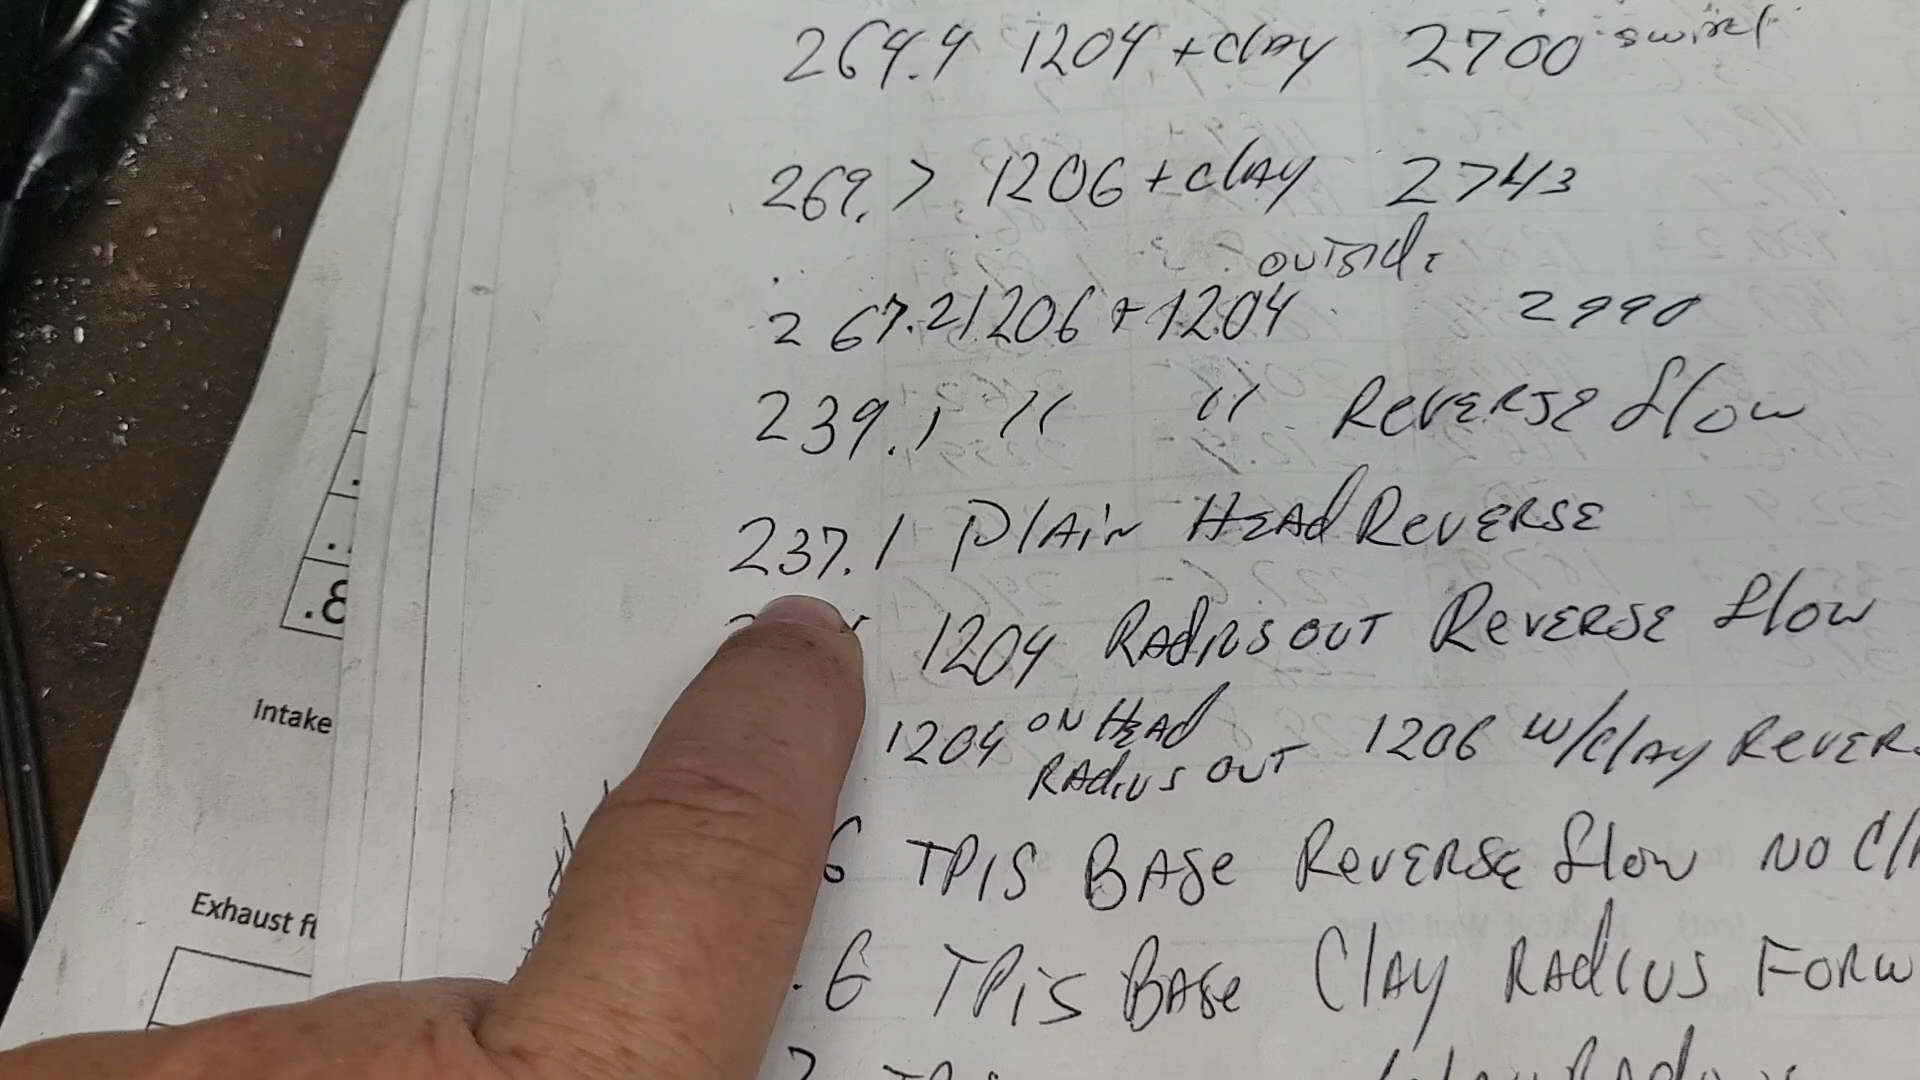 264.4 1204 + clay 2700 swirl
269.7 1206 + clay 2743
outside
267.2 1206 + 1204 2990
239.1 " " Reverse flow
237.1 Plain Head Reverse
1204 Radius out Reverse flow
1204 on Head Radius out 1206 w/clay Rever
6 TPIS Base Reverse flow No Cl
.6 TPIS Base Clay Radius Forw
.8
Intake
Exhaust f